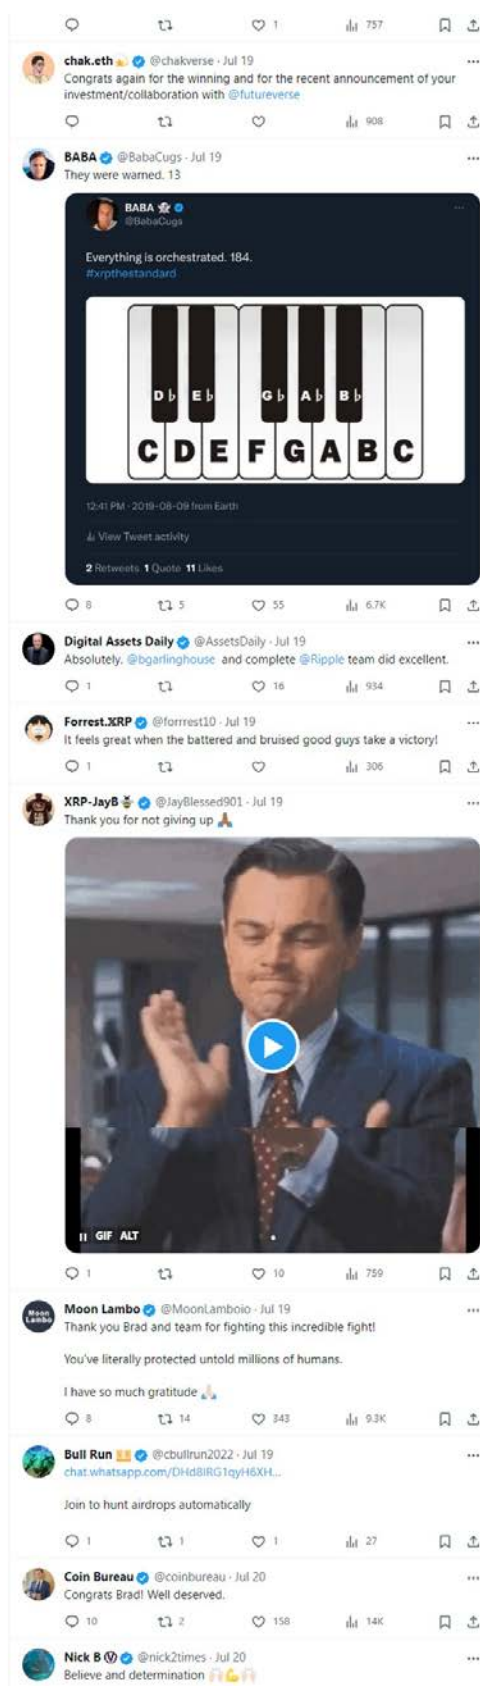 1 757
chak.eth @chakverse · Jul 19
Congrats again for the winning and for the recent announcement of your
investment/collaboration with @futureverse
908
BABA @BabaCugs · Jul 19
They were warned. 13
BABA
@BabaCugs
Everything is orchestrated. 184.
#xrpthestandard
D♭ E♭ G♭ A♭ B♭
C D E F G A B C
12:41 PM · 2019-08-09 from Earth
View Tweet activity
2 Retweets 1 Quote 11 Likes
8 5 55 6.7K
Digital Assets Daily @AssetsDaily · Jul 19
Absolutely. @bgarlinghouse and complete @Ripple team did excellent.
1 16 934
Forrest.XRP @forrrest10 · Jul 19
It feels great when the battered and bruised good guys take a victory!
1 306
XRP-JayB @JayBlessed901 · Jul 19
Thank you for not giving up
GIF ALT
1 10 759
Moon Lambo
Moon Lambo @MoonLamboio · Jul 19
Thank you Brad and team for fighting this incredible fight!
You've literally protected untold millions of humans.
I have so much gratitude
8 14 343 9.3K
Bull Run @cbullrun2022 · Jul 19
chat.whatsapp.com/DHd8IRG1qyH6XH...
Join to hunt airdrops automatically
1 1 1 27
Coin Bureau @coinbureau · Jul 20
Congrats Brad! Well deserved.
10 2 158 14K
Nick B @nick2times · Jul 20
Believe and determination